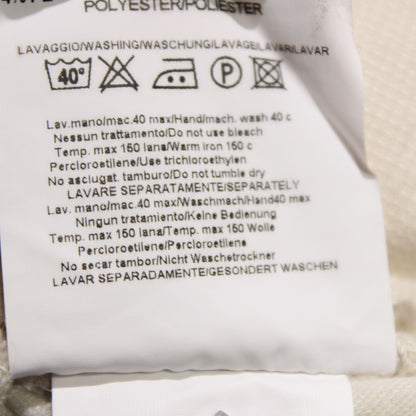 POLYESTER/POLIESTER
LAVAGGIO/WASHING/WASCHUNG/LAVAGE/LAVAR/LAVAR
40° P
Lav.mano/mac.40 max/Hand/mach. wash 40 c
Nessun trattamento/Do not use bleach
Temp. max 150 lana/Warm iron 150 c
Percloroetilene/Use trichloroethylen
No asciugat. tamburo/Do not tumble dry
LAVARE SEPARATAMENTE/SEPARATELY
Lav. mano/mac.40 max/Waschmach/Hand40 max
Ningun tratamiento/Keine Bedienung
Temp. max 150 lana/Temp. max 150 Wolle
Percloroetilene/Percloroetilene
No secar tambor/Nicht Waschetrockner
LAVAR SEPARADAMENTE/GESONDERT WASCHEN